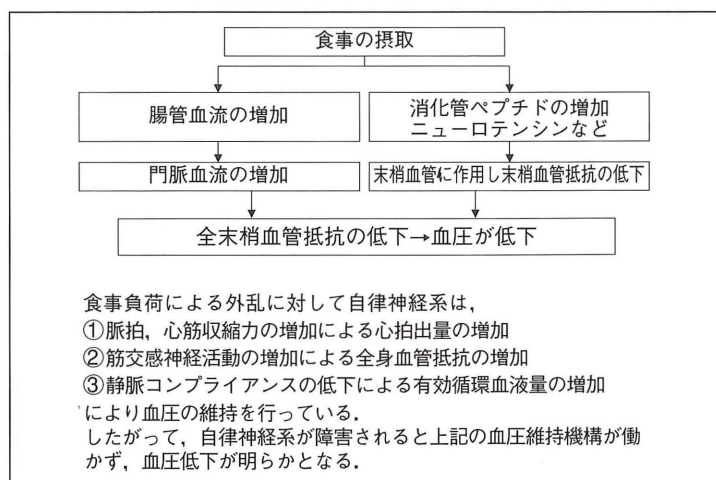 食事の摂取
腸管血流の増加
消化管ペプチドの増加
ニューロテンシンなど
門脈血流の増加
末梢血管に作用し末梢血管抵抗の低下
全末梢血管抵抗の低下→血圧が低下
食事負荷による外乱に対して自律神経系は，
①脈拍，心筋収縮力の増加による心拍出量の増加
②筋交感神経活動の増加による全身血管抵抗の増加
③静脈コンプライアンスの低下による有効循環血液量の増加
により血圧の維持を行っている．
したがって，自律神経系が障害されると上記の血圧維持機構が働
かず，血圧低下が明らかとなる．